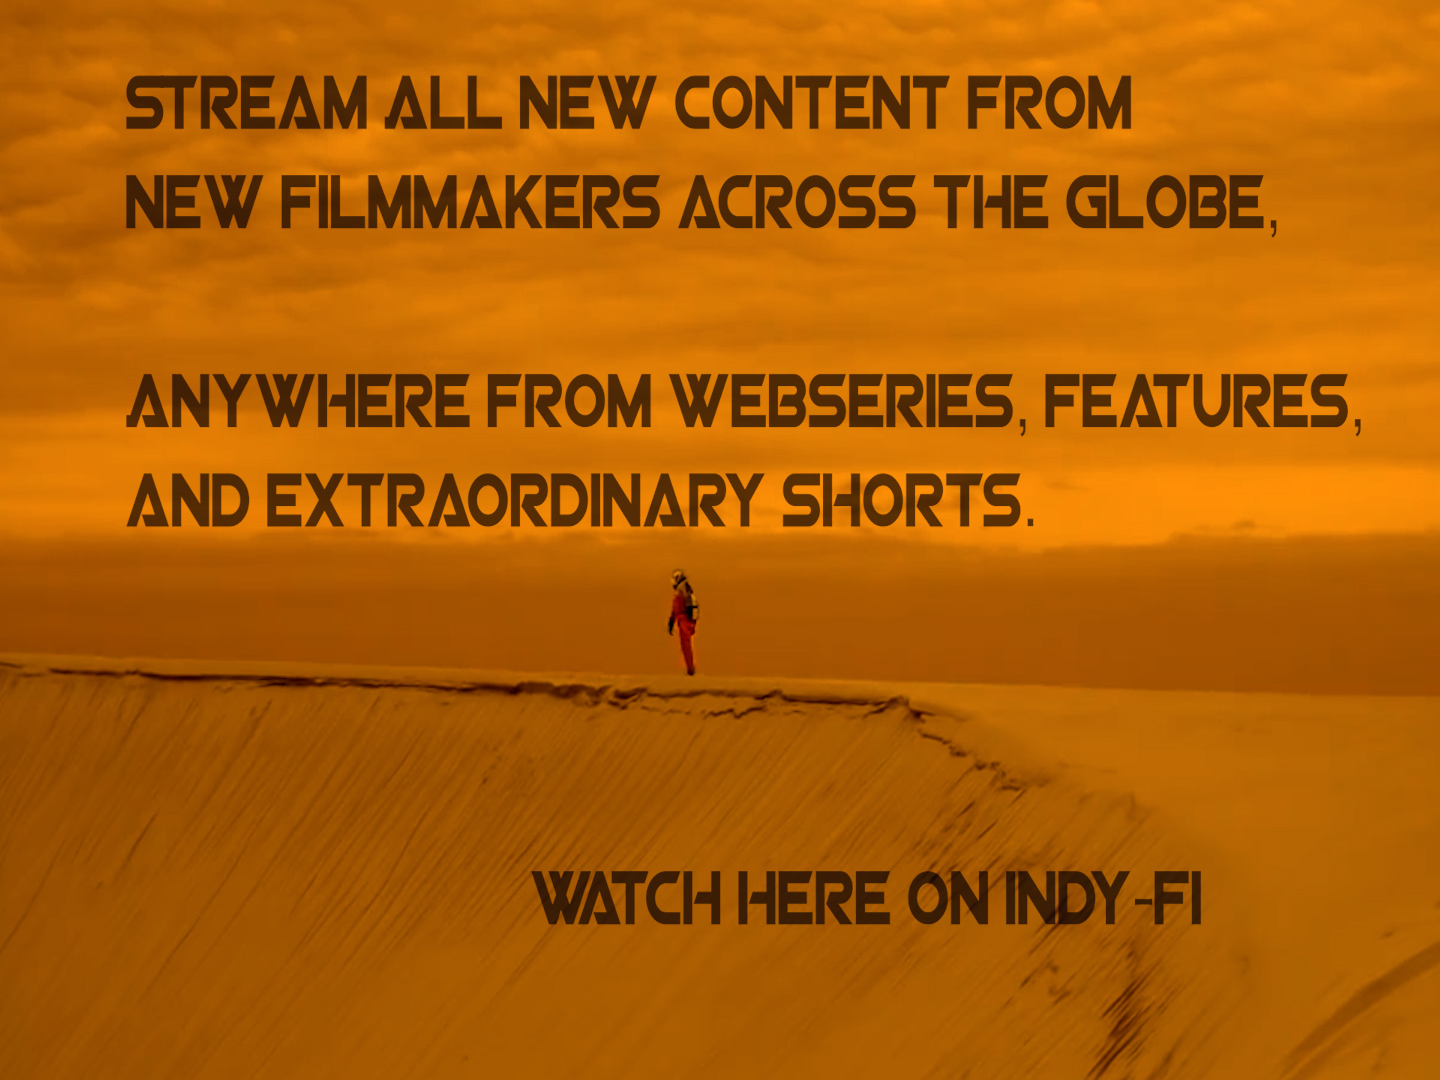 STREAM ALL NEW CONTENT FROM
NEW FILMMAKERS ACROSS THE GLOBE,
ANYWHERE FROM WEBSERIES, FEATURES,
AND EXTRAORDINARY SHORTS.
WATCH HERE ON INDY-FI